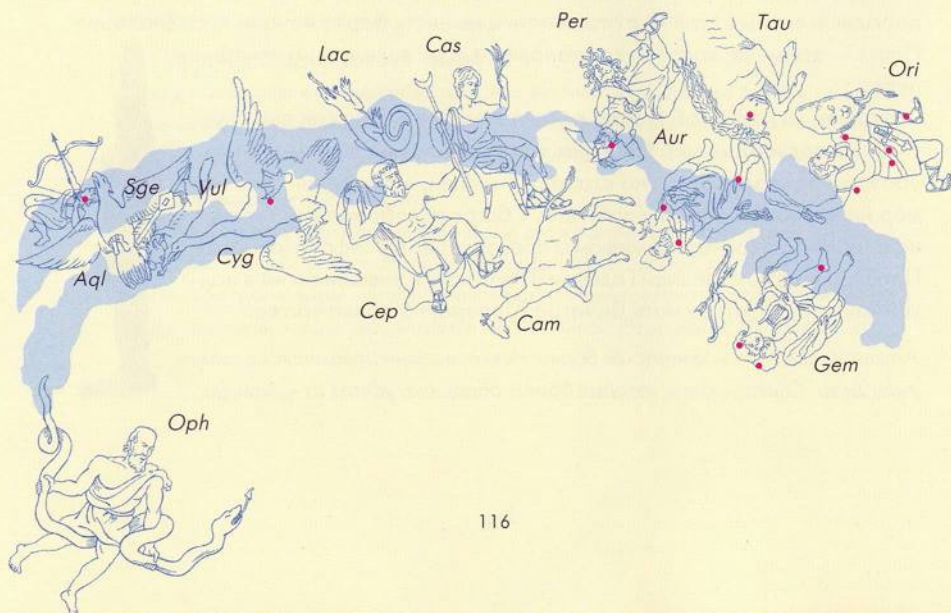 Per
Tau
Lac
Cas
Ori
Aur
Sge
Vul
Aql
Cyg
Cep
Cam
Gem
Oph
116